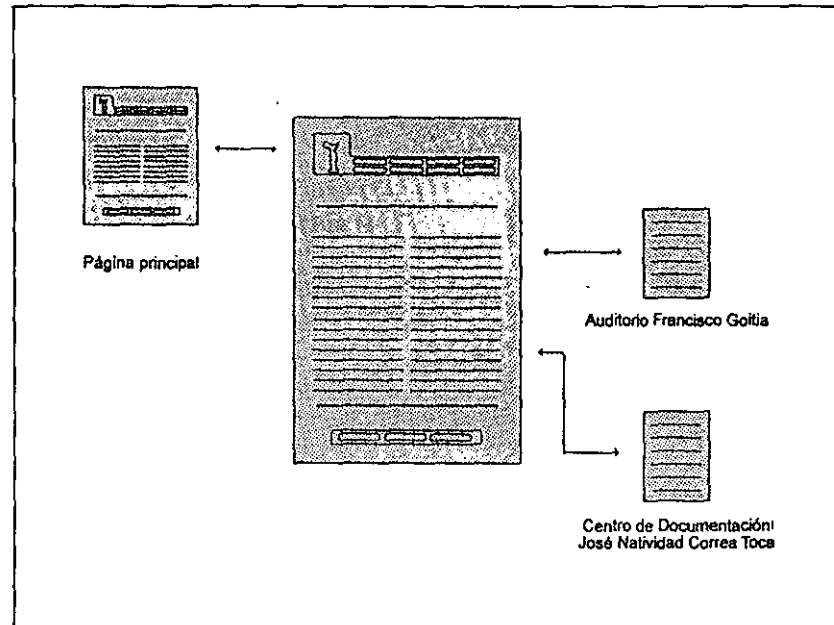 Página principal
Auditorio Francisco Goitia
Centro de Documentación
José Natividad Correa Toca